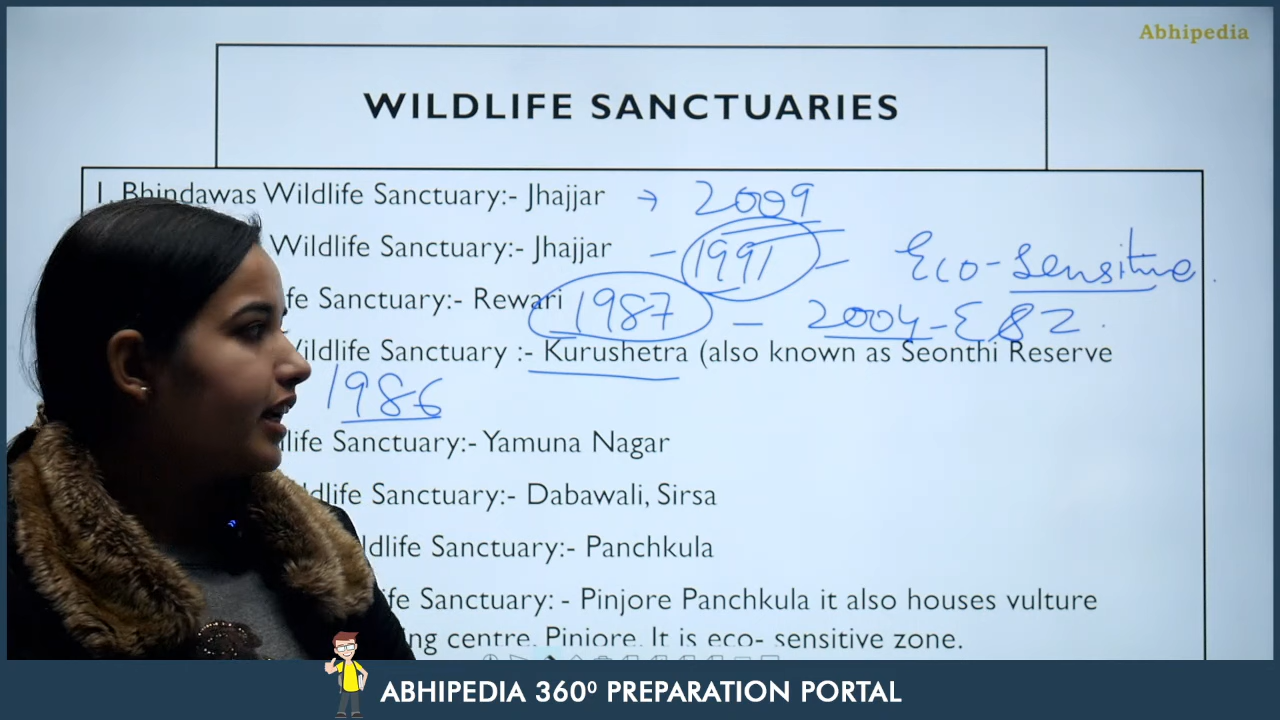 Abhipedia
WILDLIFE SANCTUARIES
1. Bhindawas Wildlife Sanctuary:- Jhajjar → 2009
Wildlife Sanctuary:- Jhajjar – 1991 – Eco-sensitive.
fe Sanctuary:- Rewari 1987 – 2004-ESZ.
Wildlife Sanctuary :- Kurushetra (also known as Seonthi Reserve
1986
life Sanctuary:- Yamuna Nagar
ldlife Sanctuary:- Dabawali, Sirsa
ldlife Sanctuary:- Panchkula
ife Sanctuary: - Pinjore Panchkula it also houses vulture
ng centre, Pinjore. It is eco- sensitive zone.
ABHIPEDIA 360⁰ PREPARATION PORTAL